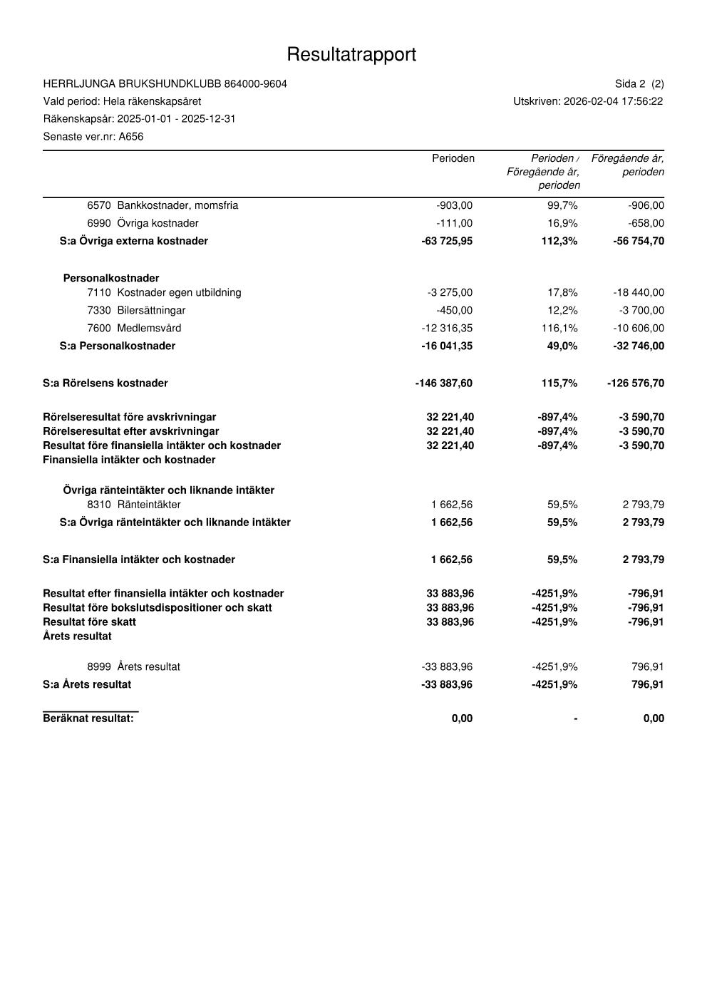 Resultatrapport
HERRLJUNGA BRUKSHUNDKLUBB 864000-9604 Sida 2 (2)
Vald period: Hela räkenskapsåret Utskriven: 2026-02-04 17:56:22
Räkenskapsår: 2025-01-01 - 2025-12-31
Senaste ver.nr: A656
Perioden Perioden / Föregående år,
Föregående år, perioden
perioden
6570 Bankkostnader, momsfria -903,00 99,7% -906,00
6990 Övriga kostnader -111,00 16,9% -658,00
S:a Övriga externa kostnader -63 725,95 112,3% -56 754,70
Personalkostnader
7110 Kostnader egen utbildning -3 275,00 17,8% -18 440,00
7330 Bilersättningar -450,00 12,2% -3 700,00
7600 Medlemsvård -12 316,35 116,1% -10 606,00
S:a Personalkostnader -16 041,35 49,0% -32 746,00
S:a Rörelsens kostnader -146 387,60 115,7% -126 576,70
Rörelseresultat före avskrivningar 32 221,40 -897,4% -3 590,70
Rörelseresultat efter avskrivningar 32 221,40 -897,4% -3 590,70
Resultat före finansiella intäkter och kostnader 32 221,40 -897,4% -3 590,70
Finansiella intäkter och kostnader
Övriga ränteintäkter och liknande intäkter
8310 Ränteintäkter 1 662,56 59,5% 2 793,79
S:a Övriga ränteintäkter och liknande intäkter 1 662,56 59,5% 2 793,79
S:a Finansiella intäkter och kostnader 1 662,56 59,5% 2 793,79
Resultat efter finansiella intäkter och kostnader 33 883,96 -4251,9% -796,91
Resultat före bokslutsdispositioner och skatt 33 883,96 -4251,9% -796,91
Resultat före skatt 33 883,96 -4251,9% -796,91
Årets resultat
8999 Årets resultat -33 883,96 -4251,9% 796,91
S:a Årets resultat -33 883,96 -4251,9% 796,91
Beräknat resultat: 0,00 - 0,00